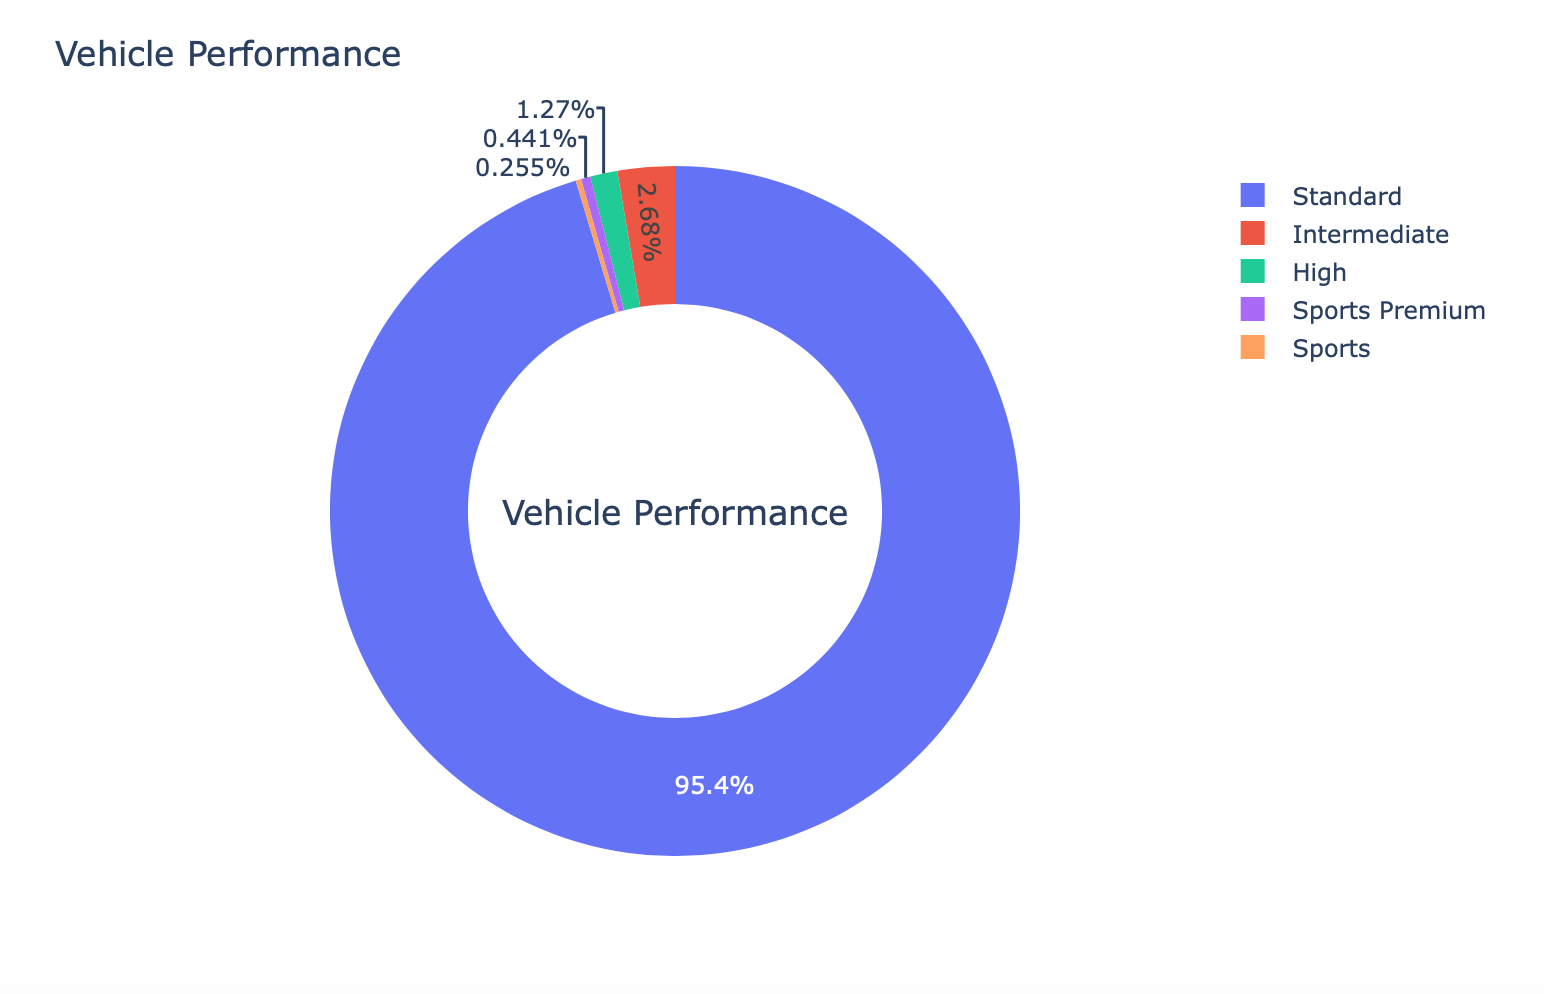 Vehicle Performance
1.27%
0.441%
0.255%
2.68%
Vehicle Performance
95.4%
Standard
Intermediate
High
Sports Premium
Sports